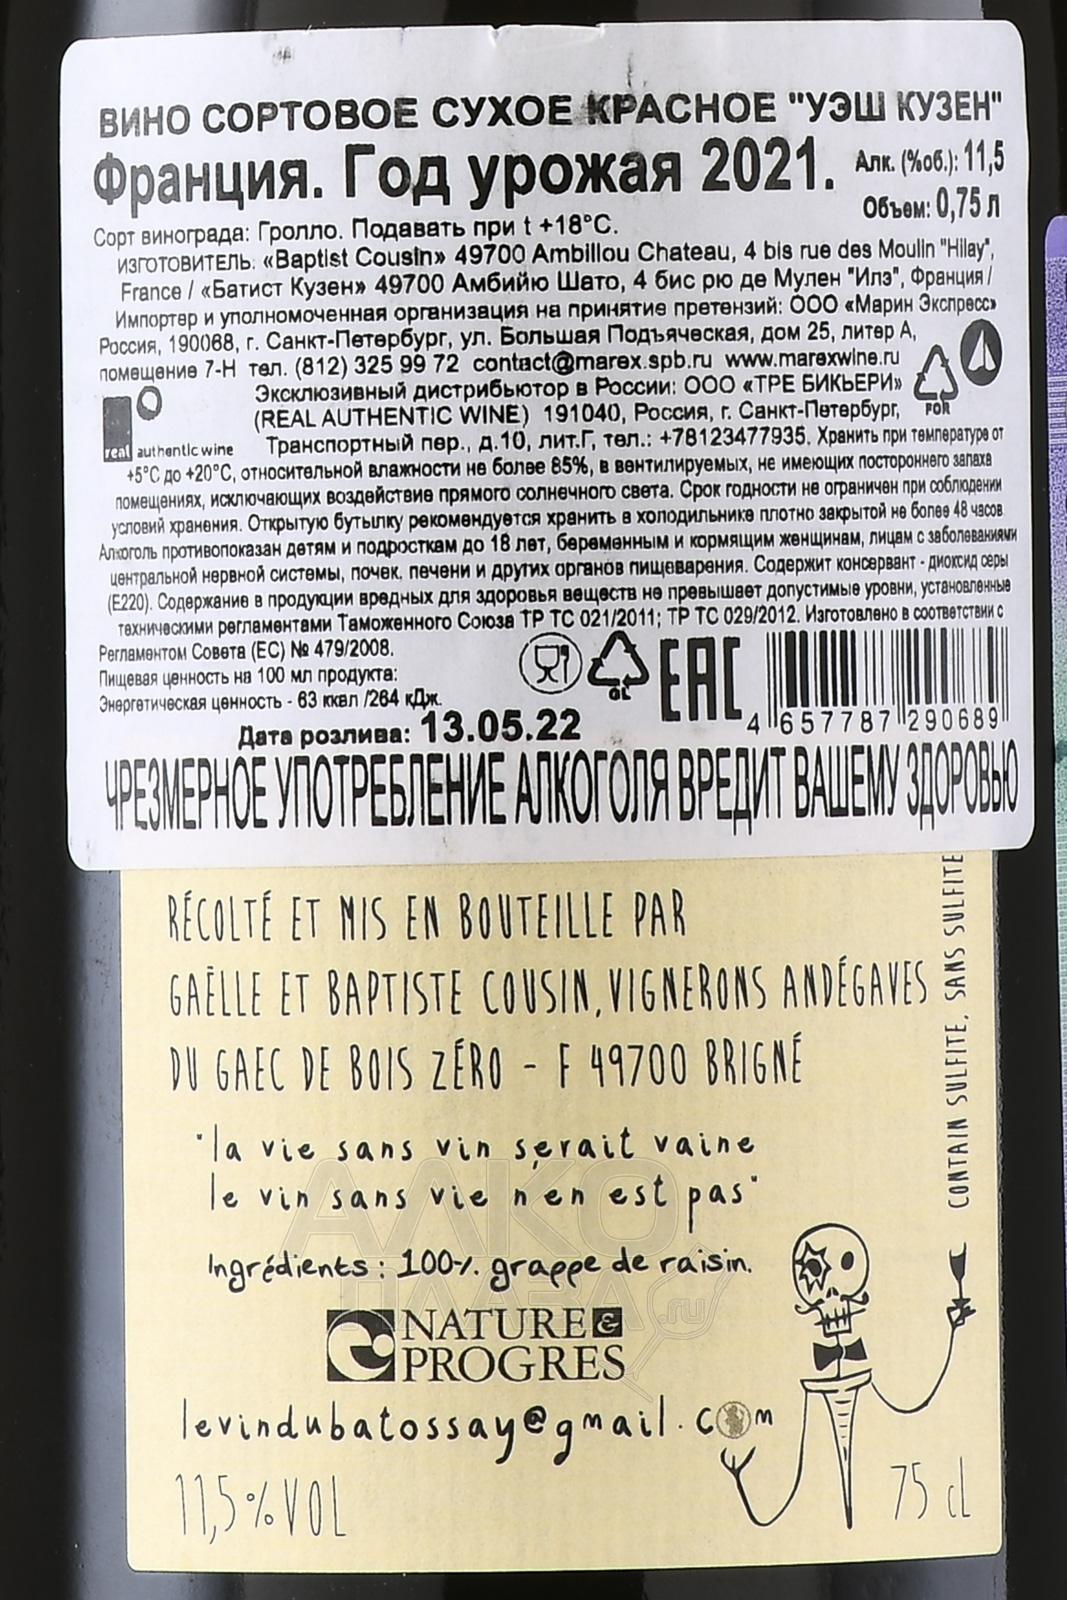 ВИНО СОРТОВОЕ СУХОЕ КРАСНОЕ "УЭШ КУЗЕН"
Франция. Год урожая 2021. Алк. (%об.): 11,5
Объем: 0,75 л
Сорт винограда: Гролло. Подавать при t +18°C.
ИЗГОТОВИТЕЛЬ: «Baptist Cousin» 49700 Ambillou Chateau, 4 bis rue des Moulin "Hilay",
France / «Батист Кузен» 49700 Амбийю Шато, 4 бис рю де Мулен "Илэ", Франция /
Импортер и уполномоченная организация на принятие претензий: ООО «Марин Экспресс»
Россия, 190068, г. Санкт-Петербург, ул. Большая Подъяческая, дом 25, литер А,
помещение 7-Н тел. (812) 325 99 72 contact@marex.spb.ru www.marexwine.ru
Эксклюзивный дистрибьютор в России: ООО «ТРЕ БИКЬЕРИ»
FOR
(REAL AUTHENTIC WINE) 191040, Россия, г. Санкт-Петербург,
real authentic wine
Транспортный пер., д.10, лит.Г, тел.: +78123477935. Хранить при температуре от
+5°C до +20°C, относительной влажности не более 85%, в вентилируемых, не имеющих постороннего запаха
помещениях, исключающих воздействие прямого солнечного света. Срок годности не ограничен при соблюдении
условий хранения. Открытую бутылку рекомендуется хранить в холодильнике плотно закрытой не более 48 часов
Алкоголь противопоказан детям и подросткам до 18 лет, беременным и кормящим женщинам, лицам с заболеваниями
центральной нервной системы, почек, печени и других органов пищеварения. Содержит консервант - диоксид серы
(Е220). Содержание в продукции вредных для здоровья веществ не превышает допустимые уровни, установленные
техническими регламентами Таможенного Союза ТР ТС 021/2011; ТР ТС 029/2012. Изготовлено в соответствии с
Регламентом Совета (ЕС) № 479/2008.
Пищевая ценность на 100 мл продукта:
Энергетическая ценность - 63 ккал /264 кДж.
GL
EAC
4 657787 290689
Дата розлива: 13.05.22
ЧРЕЗМЕРНОЕ УПОТРЕБЛЕНИЕ АЛКОГОЛЯ ВРЕДИТ ВАШЕМУ ЗДОРОВЬЮ
RÉCOLTÉ ET MIS EN BOUTEILLE PAR
GAËLLE ET BAPTISTE COUSIN, VIGNERONS ANDÉGAVES
DU GAEC DE BOIS ZÉRO - F 49700 BRIGNÉ
"la vie sans vin serait vaine
le vin sans vie n'en est pas"
Ingrédients : 100% grappe de raisin.
NATURE &
PROGRES
levindubatossay@gmail.com
11,5%VOL
75 cl
CONTAIN SULFITE, SANS SULFITE
АЛКО
ПЛАЗА.ru